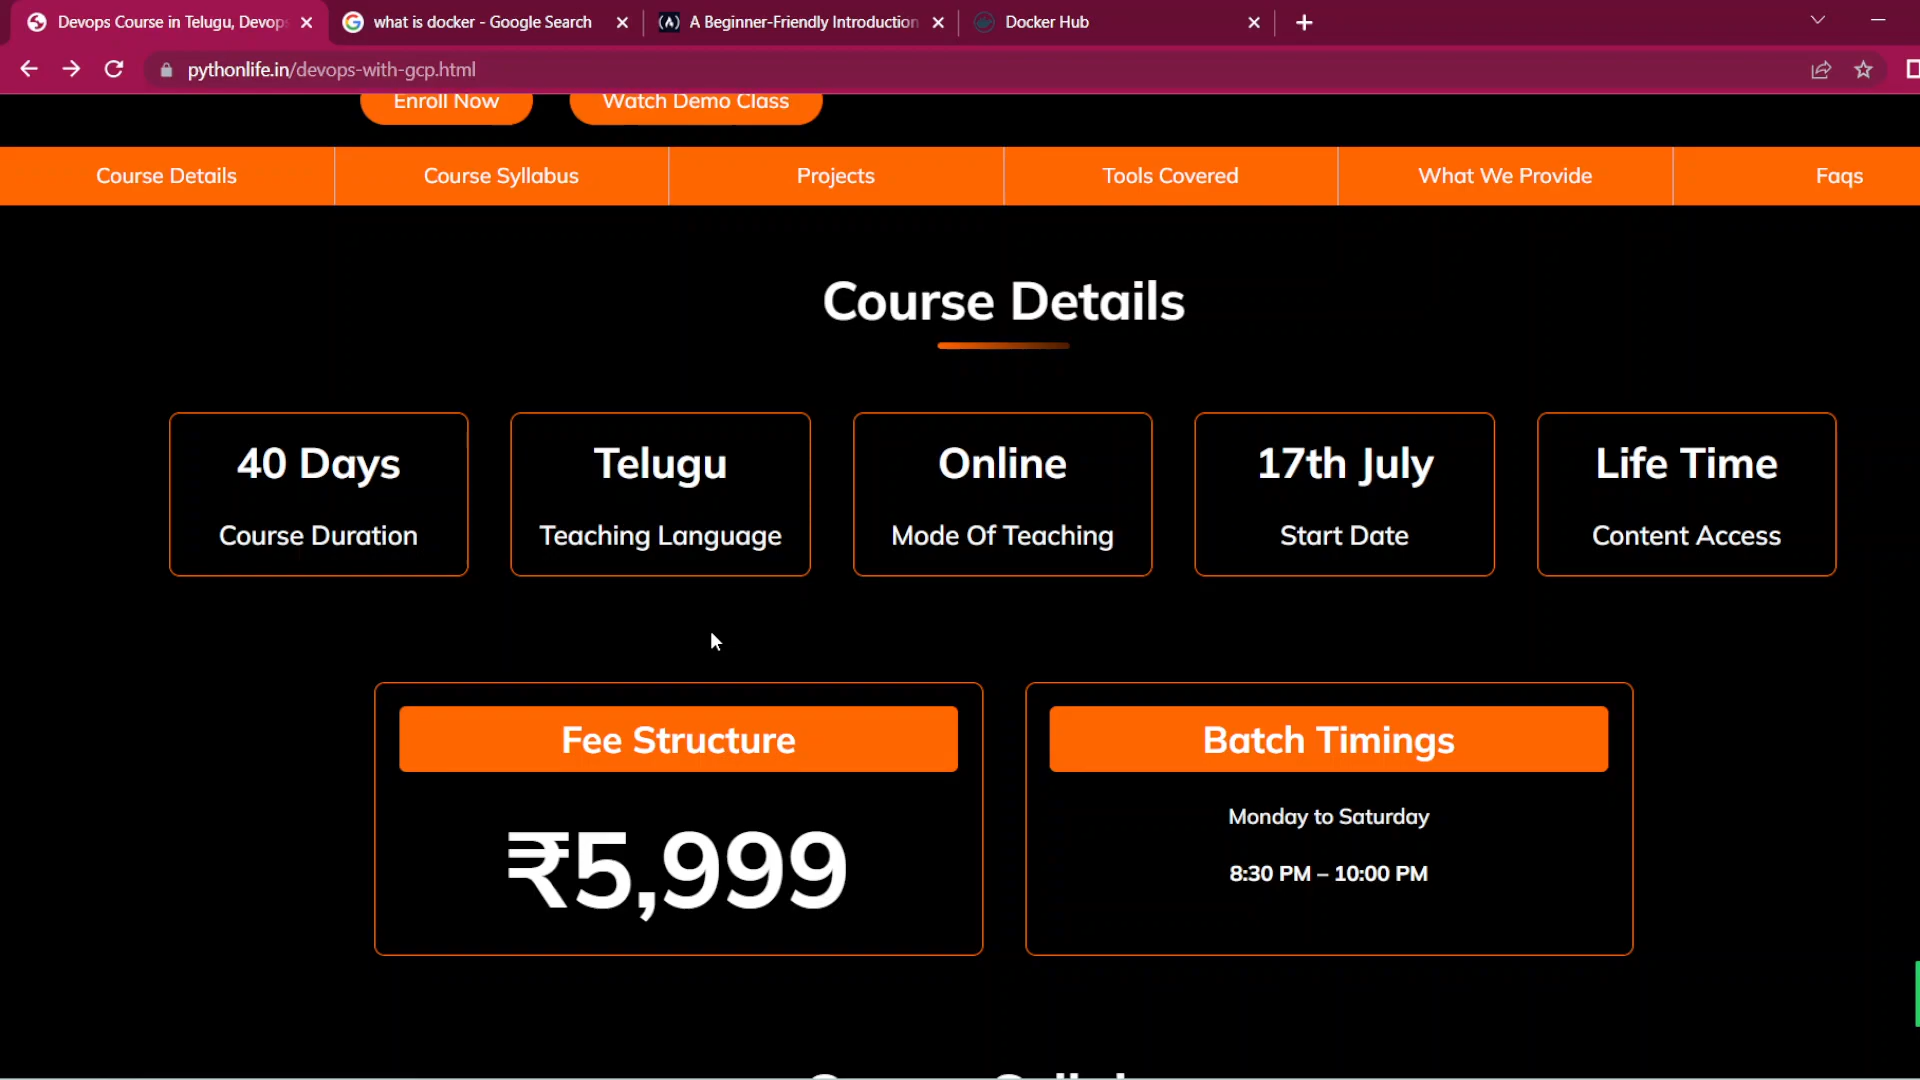 Devops Course in Telugu, Devops
what is docker - Google Search
A Beginner-Friendly Introduction
Docker Hub
pythonlife.in/devops-with-gcp.html
Enroll Now
Watch Demo Class
Course Details
Course Syllabus
Projects
Tools Covered
What We Provide
Faqs
Course Details
40 Days
Course Duration
Telugu
Teaching Language
Online
Mode Of Teaching
17th July
Start Date
Life Time
Content Access
Fee Structure
₹5,999
Batch Timings
Monday to Saturday
8:30 PM – 10:00 PM